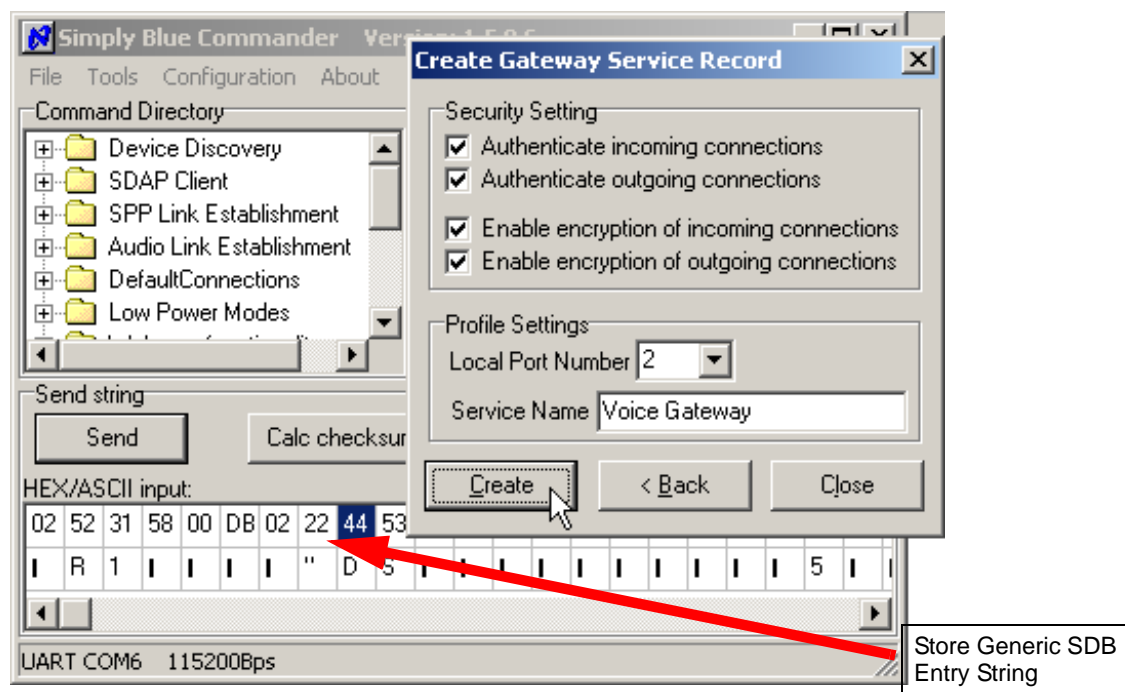 Simply Blue Commander
Create Gateway Service Record
File Tools Configuration About
Command Directory
Device Discovery
SDAP Client
SPP Link Establishment
Audio Link Establishment
DefaultConnections
Low Power Modes
Security Setting
Authenticate incoming connections
Authenticate outgoing connections
Enable encryption of incoming connections
Enable encryption of outgoing connections
Profile Settings
Local Port Number 2
Service Name Voice Gateway
Create < Back Close
Send string
Send Calc checksur
HEX/ASCII input:
02 52 31 58 00 DB 02 22 44 53
R 1 " D S 5
UART COM6 115200Bps
Store Generic SDB
Entry String